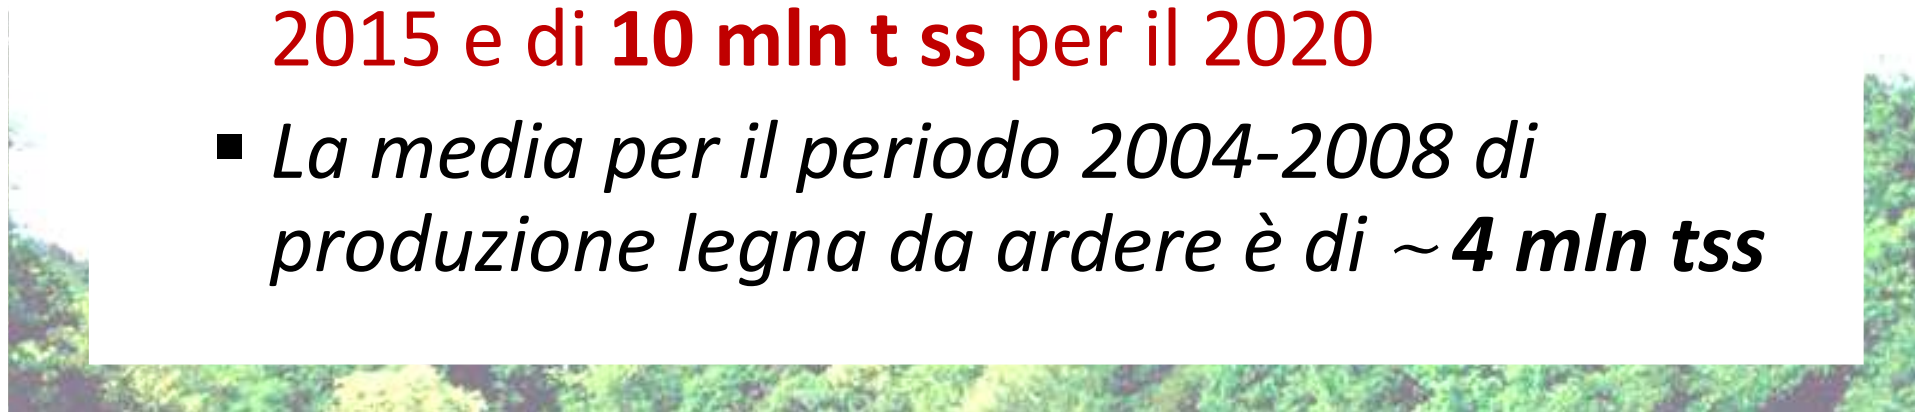 2015 e di 10 mln t ss per il 2020
▪ La media per il periodo 2004-2008 di
produzione legna da ardere è di ~4 mln tss